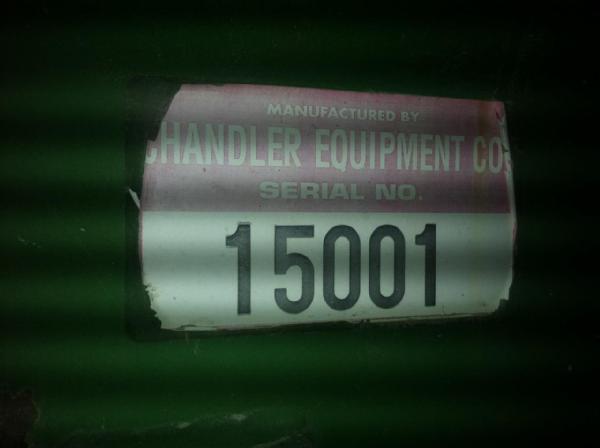 MANUFACTURED BY
CHANDLER EQUIPMENT CO.
SERIAL NO.
15001